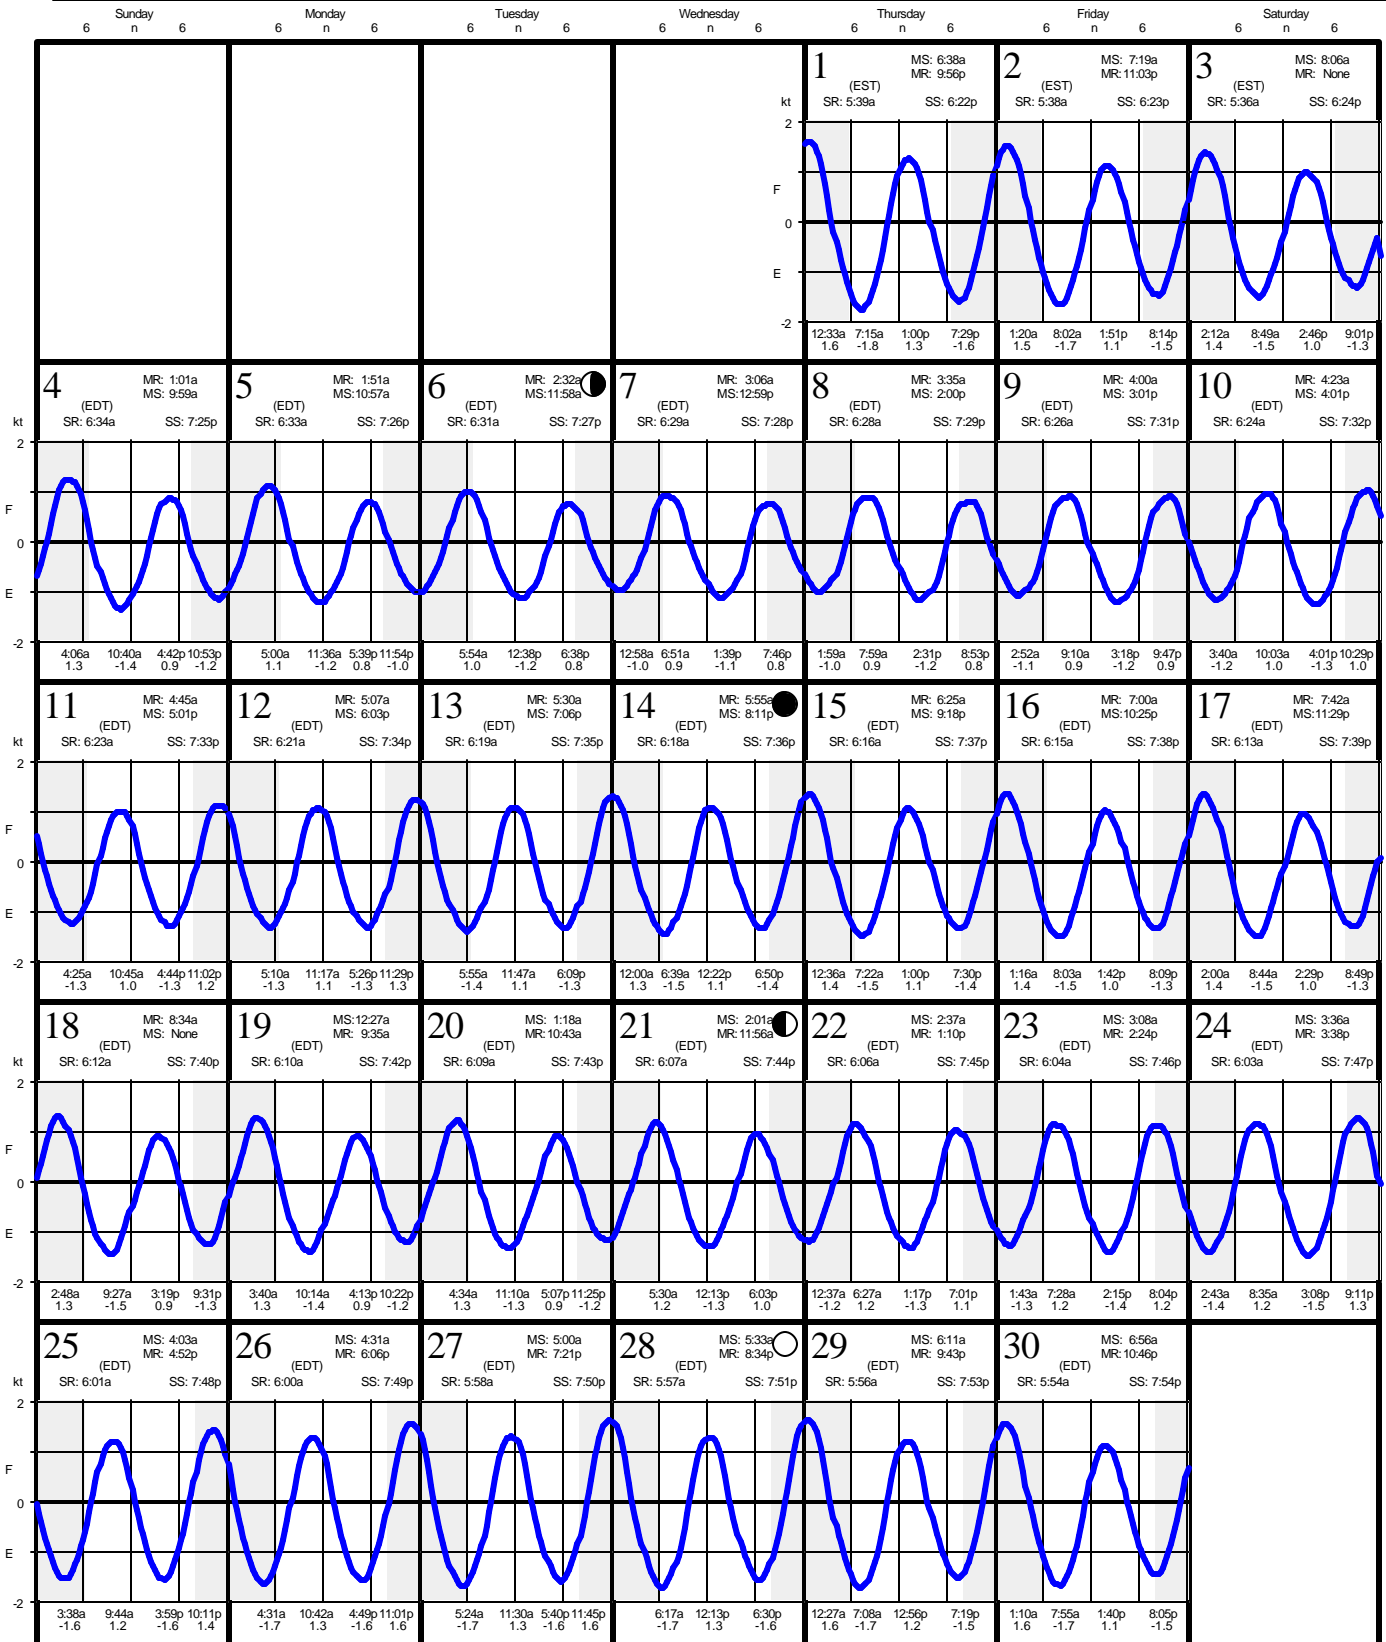 Sunday Monday Tuesday Wednesday Thursday Friday Saturday
6 n 6 6 n 6 6 n 6 6 n 6 6 n 6 6 n 6 6 n 6
1 MS: 6:38a MR: 9:56p (EST) SR: 5:39a SS: 6:22p
2 MS: 7:19a MR: 11:03p (EST) SR: 5:38a SS: 6:23p
3 MS: 8:06a MR: None (EST) SR: 5:36a SS: 6:24p
kt
2
F
0
E
-2
12:33a 7:15a 1:00p 7:29p 1:20a 8:02a 1:51p 8:14p 2:12a 8:49a 2:46p 9:01p
1.6 -1.8 1.3 -1.6 1.5 -1.7 1.1 -1.5 1.4 -1.5 1.0 -1.3
4 MR: 1:01a MS: 9:59a (EDT) SR: 6:34a SS: 7:25p
5 MR: 1:51a MS: 10:57a (EDT) SR: 6:33a SS: 7:26p
6 MR: 2:32a MS: 11:58a (EDT) SR: 6:31a SS: 7:27p
7 MR: 3:06a MS: 12:59p (EDT) SR: 6:29a SS: 7:28p
8 MR: 3:35a MS: 2:00p (EDT) SR: 6:28a SS: 7:29p
9 MR: 4:00a MS: 3:01p (EDT) SR: 6:26a SS: 7:31p
10 MR: 4:23a MS: 4:01p (EDT) SR: 6:24a SS: 7:32p
kt
2
F
0
E
-2
4:06a 10:40a 4:42p 10:53p 5:00a 11:36a 5:39p 11:54p 5:54a 12:38p 6:38p 12:58a 6:51a 1:39p 7:46p 1:59a 7:59a 2:31p 8:53p 2:52a 9:10a 3:18p 9:47p 3:40a 10:03a 4:01p 10:29p
1.3 -1.4 0.9 -1.2 1.1 -1.2 0.8 -1.0 1.0 -1.2 0.8 -1.0 0.9 -1.1 0.8 -1.0 0.9 -1.2 0.8 -1.1 0.9 -1.2 0.9 -1.2 1.0 -1.3 1.0
11 MR: 4:45a MS: 5:01p (EDT) SR: 6:23a SS: 7:33p
12 MR: 5:07a MS: 6:03p (EDT) SR: 6:21a SS: 7:34p
13 MR: 5:30a MS: 7:06p (EDT) SR: 6:19a SS: 7:35p
14 MR: 5:55a MS: 8:11p (EDT) SR: 6:18a SS: 7:36p
15 MR: 6:25a MS: 9:18p (EDT) SR: 6:16a SS: 7:37p
16 MR: 7:00a MS: 10:25p (EDT) SR: 6:15a SS: 7:38p
17 MR: 7:42a MS: 11:29p (EDT) SR: 6:13a SS: 7:39p
kt
2
F
0
E
-2
4:25a 10:45a 4:44p 11:02p 5:10a 11:17a 5:26p 11:29p 5:55a 11:47a 6:09p 12:00a 6:39a 12:22p 6:50p 12:36a 7:22a 1:00p 7:30p 1:16a 8:03a 1:42p 8:09p 2:00a 8:44a 2:29p 8:49p
-1.3 1.0 -1.3 1.2 -1.3 1.1 -1.3 1.3 -1.4 1.1 -1.3 1.3 -1.5 1.1 -1.4 1.4 -1.5 1.1 -1.4 1.4 -1.5 1.0 -1.3 1.4 -1.5 1.0 -1.3
18 MR: 8:34a MS: None (EDT) SR: 6:12a SS: 7:40p
19 MS: 12:27a MR: 9:35a (EDT) SR: 6:10a SS: 7:42p
20 MS: 1:18a MR: 10:43a (EDT) SR: 6:09a SS: 7:43p
21 MS: 2:01a MR: 11:56a (EDT) SR: 6:07a SS: 7:44p
22 MS: 2:37a MR: 1:10p (EDT) SR: 6:06a SS: 7:45p
23 MS: 3:08a MR: 2:24p (EDT) SR: 6:04a SS: 7:46p
24 MS: 3:36a MR: 3:38p (EDT) SR: 6:03a SS: 7:47p
kt
2
F
0
E
-2
2:48a 9:27a 3:19p 9:31p 3:40a 10:14a 4:13p 10:22p 4:34a 11:10a 5:07p 11:25p 5:30a 12:13p 6:03p 12:37a 6:27a 1:17p 7:01p 1:43a 7:28a 2:15p 8:04p 2:43a 8:35a 3:08p 9:11p
1.3 -1.5 0.9 -1.3 1.3 -1.4 0.9 -1.2 1.3 -1.3 0.9 -1.2 1.2 -1.3 1.0 -1.2 1.2 -1.3 1.1 -1.3 1.2 -1.4 1.2 -1.4 1.2 -1.5 1.3
25 MS: 4:03a MR: 4:52p (EDT) SR: 6:01a SS: 7:48p
26 MS: 4:31a MR: 6:06p (EDT) SR: 6:00a SS: 7:49p
27 MS: 5:00a MR: 7:21p (EDT) SR: 5:58a SS: 7:50p
28 MS: 5:33a MR: 8:34p (EDT) SR: 5:57a SS: 7:51p
29 MS: 6:11a MR: 9:43p (EDT) SR: 5:56a SS: 7:53p
30 MS: 6:56a MR: 10:46p (EDT) SR: 5:54a SS: 7:54p
kt
2
F
0
E
-2
3:38a 9:44a 3:59p 10:11p 4:31a 10:42a 4:49p 11:01p 5:24a 11:30a 5:40p 11:45p 6:17a 12:13p 6:30p 12:27a 7:08a 12:56p 7:19p 1:10a 7:55a 1:40p 8:05p
-1.6 1.2 -1.6 1.4 -1.7 1.3 -1.6 1.6 -1.7 1.3 -1.6 1.6 -1.7 1.3 -1.6 1.6 -1.7 1.2 -1.5 1.6 -1.7 1.1 -1.5